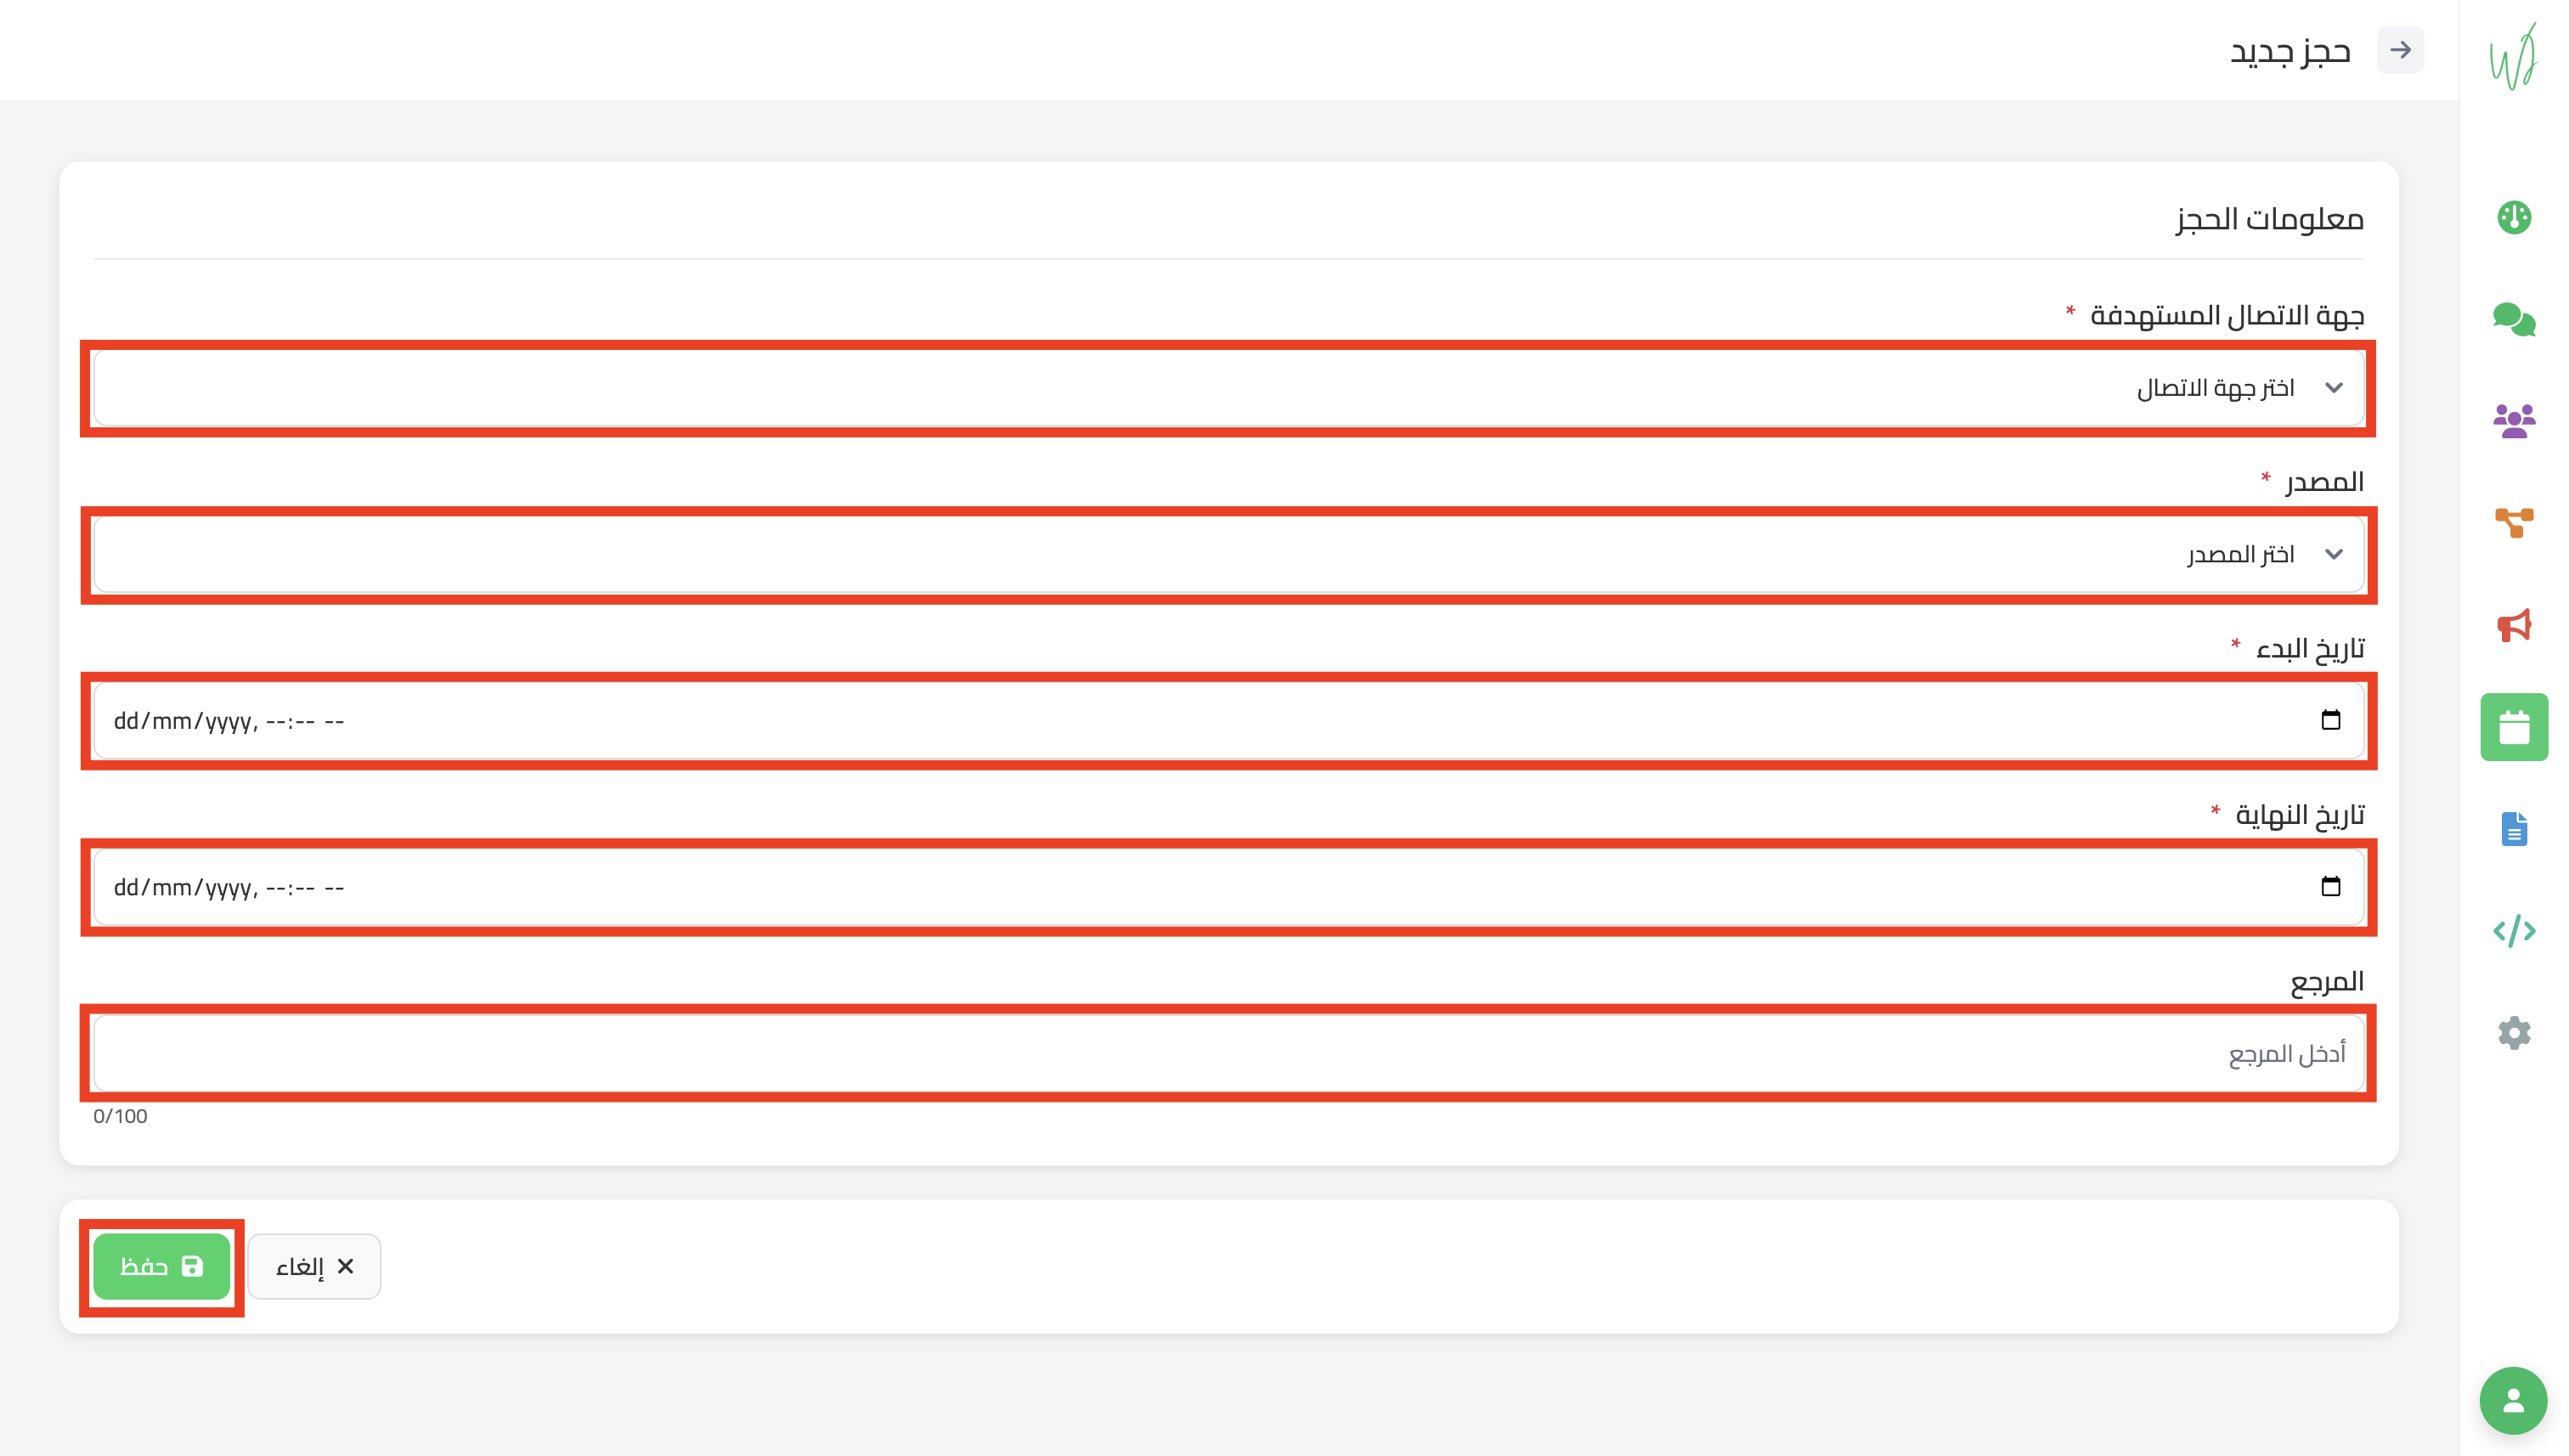 حجز جديد
معلومات الحجز
جهة الاتصال المستهدفة *
اختر جهة الاتصال
المصدر *
اختر المصدر
تاريخ البدء *
dd/mm/yyyy, --:-- --
تاريخ النهاية *
dd/mm/yyyy, --:-- --
المرجع
أدخل المرجع
0/100
إلغاء
حفظ